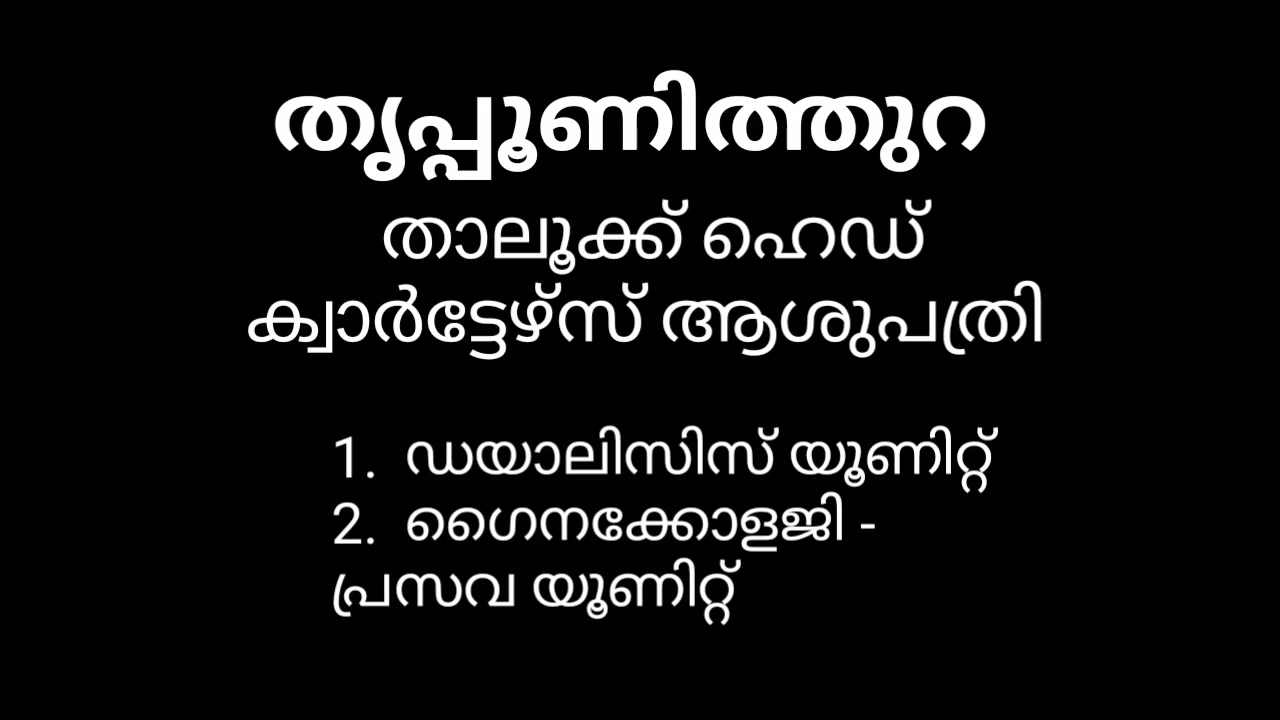 തൃപ്പൂണിത്തുറ
താലൂക്ക് ഹെഡ്
ക്വാർട്ടേഴ്സ് ആശുപത്രി
1. ഡയാലിസിസ് യൂണിറ്റ്
2. ഗൈനക്കോളജി -
പ്രസവ യൂണിറ്റ്